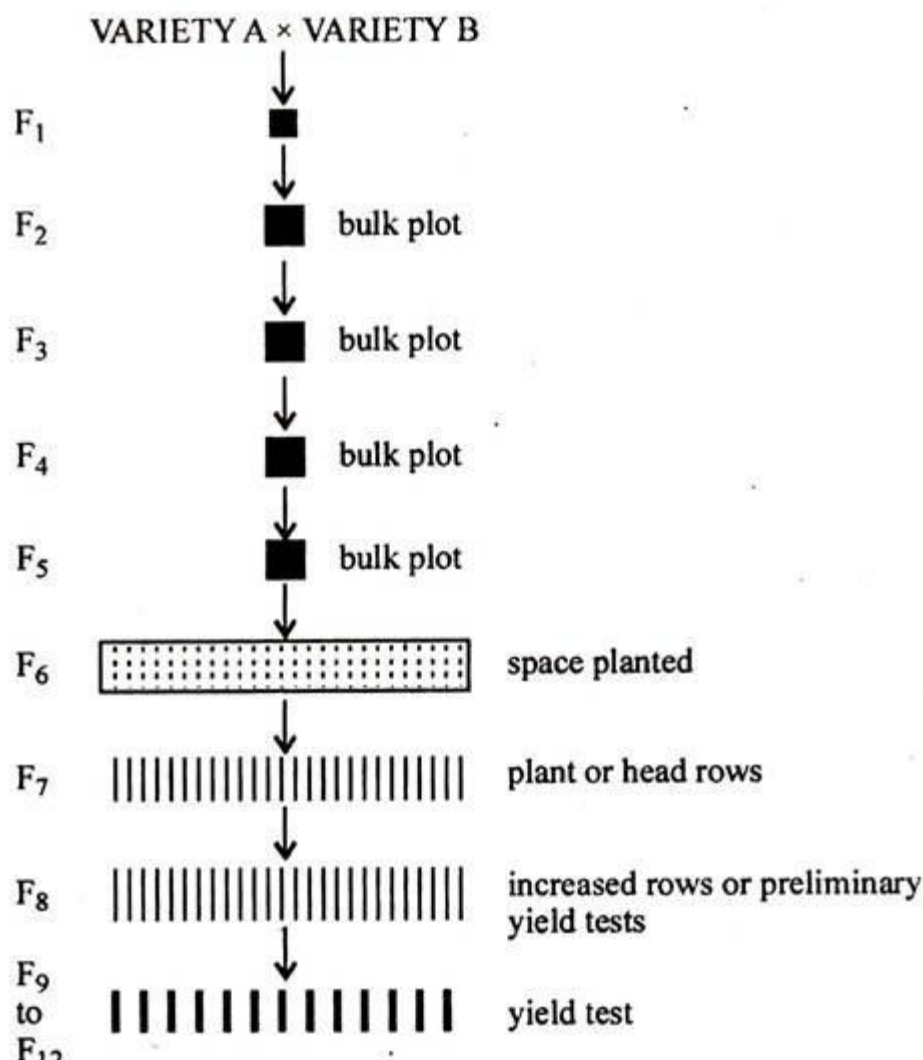 VARIETY A × VARIETY B
F₁
F₂ bulk plot
F₃ bulk plot
F₄ bulk plot
F₅ bulk plot
F₆ space planted
F₇ plant or head rows
F₈ increased rows or preliminary
yield tests
F₉
to yield test
F₁₂